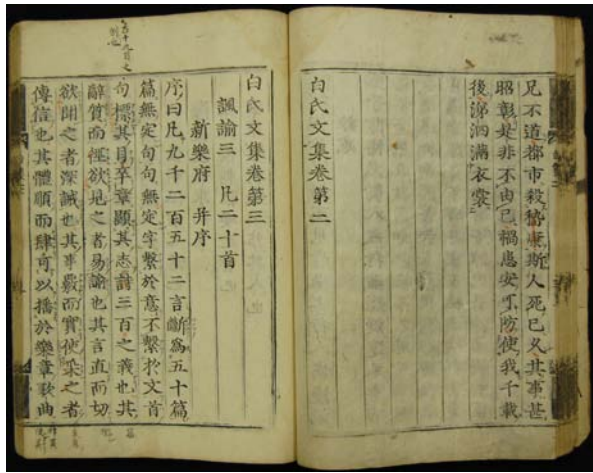 兄不道都市殺嵇康斯人死已久其事甚
昭彰是非不由己禍患安可防使我千載
後涕泗滿衣裳
白氏文集卷第二
白氏文集卷第三
諷諭三 凡二十首
新樂府 并序
序曰凡九千二百五十二言斷爲五十篇
篇無定句句無定字繫於意不繫於文首
句標其目卒章顯其志詩三百之義也其
辭質而俓欲見之者易諭也其言直而切
欲聞之者深誡也其事覈而實使采之者
傳信也其體順而肆可以播於樂章歌曲